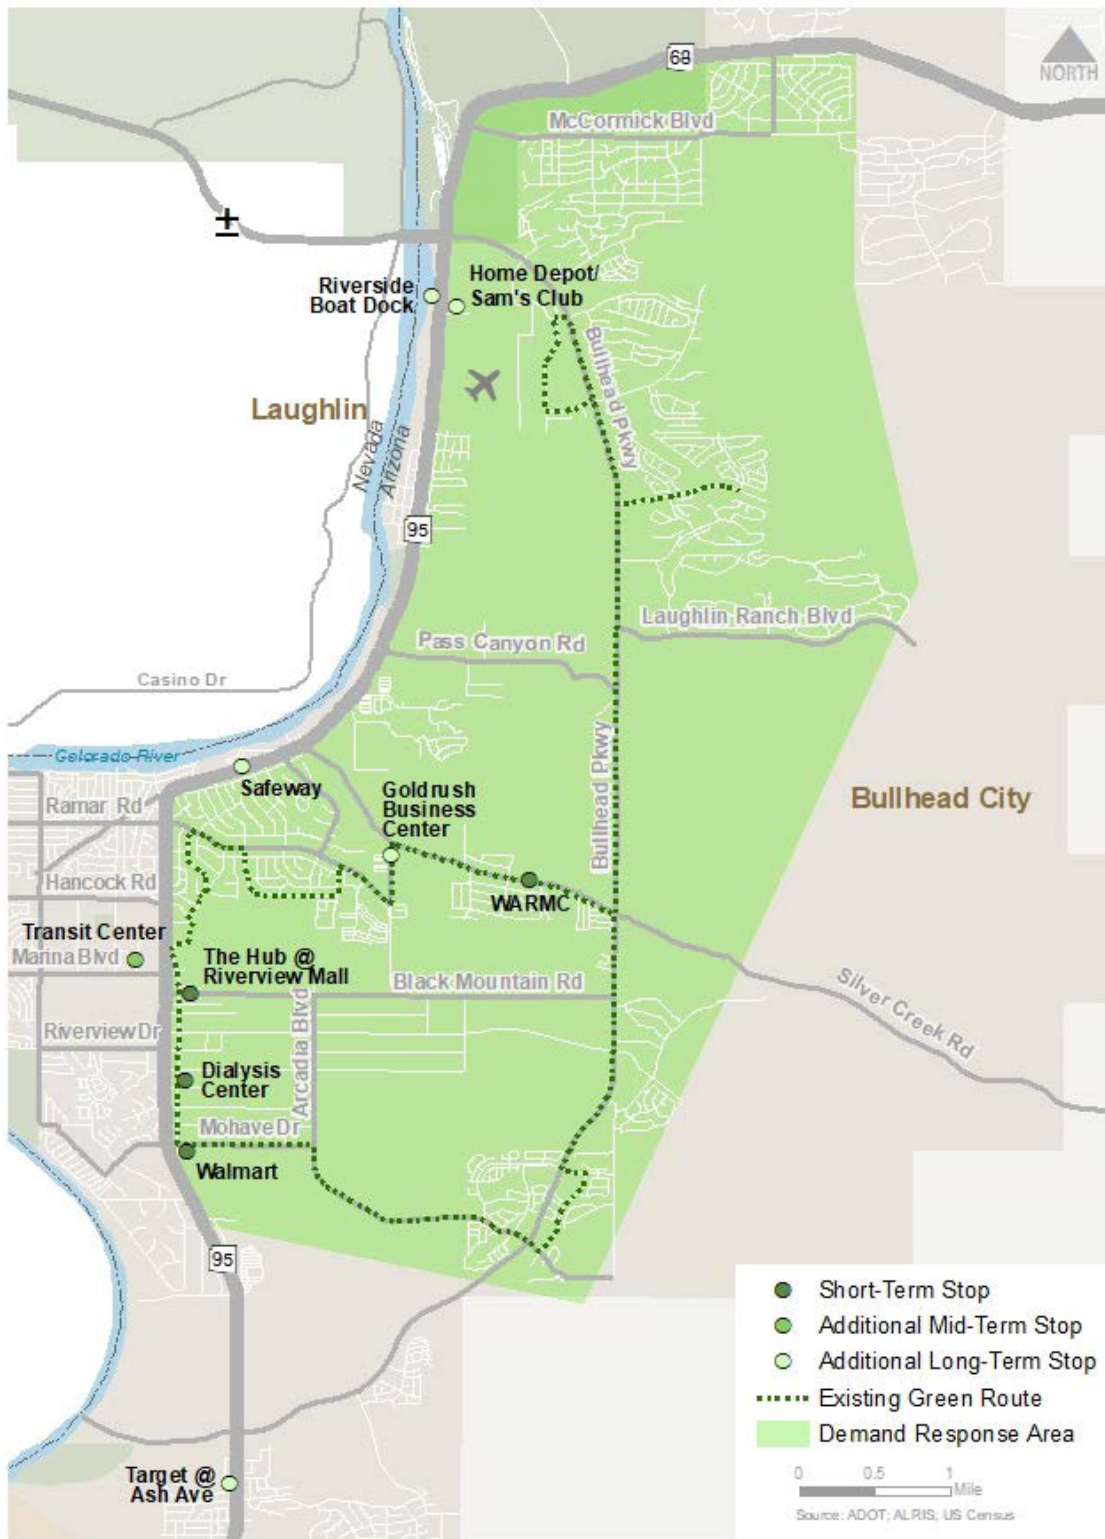 68
NORTH
McCormick Blvd
±
Riverside
Boat Dock
Home Depot/
Sam's Club
Bullhead Pkwy
Laughlin
Nevada
Arizona
95
Laughlin Ranch Blvd
Pass Canyon Rd
Casino Dr
Colorado River
Safeway
Bullhead Pkwy
Goldrush
Business
Center
Bullhead City
Ramar Rd
Hancock Rd
WARMC
Transit Center
Marina Blvd
The Hub @
Riverview Mall
Black Mountain Rd
Silver Creek Rd
Riverview Dr
Arcadia Blvd
Dialysis
Center
Mohave Dr
Walmart
95
Short-Term Stop
Additional Mid-Term Stop
Additional Long-Term Stop
Existing Green Route
Demand Response Area
0 0.5 1
Mile
Source: ADOT; ALRIS; US Census
Target @
Ash Ave